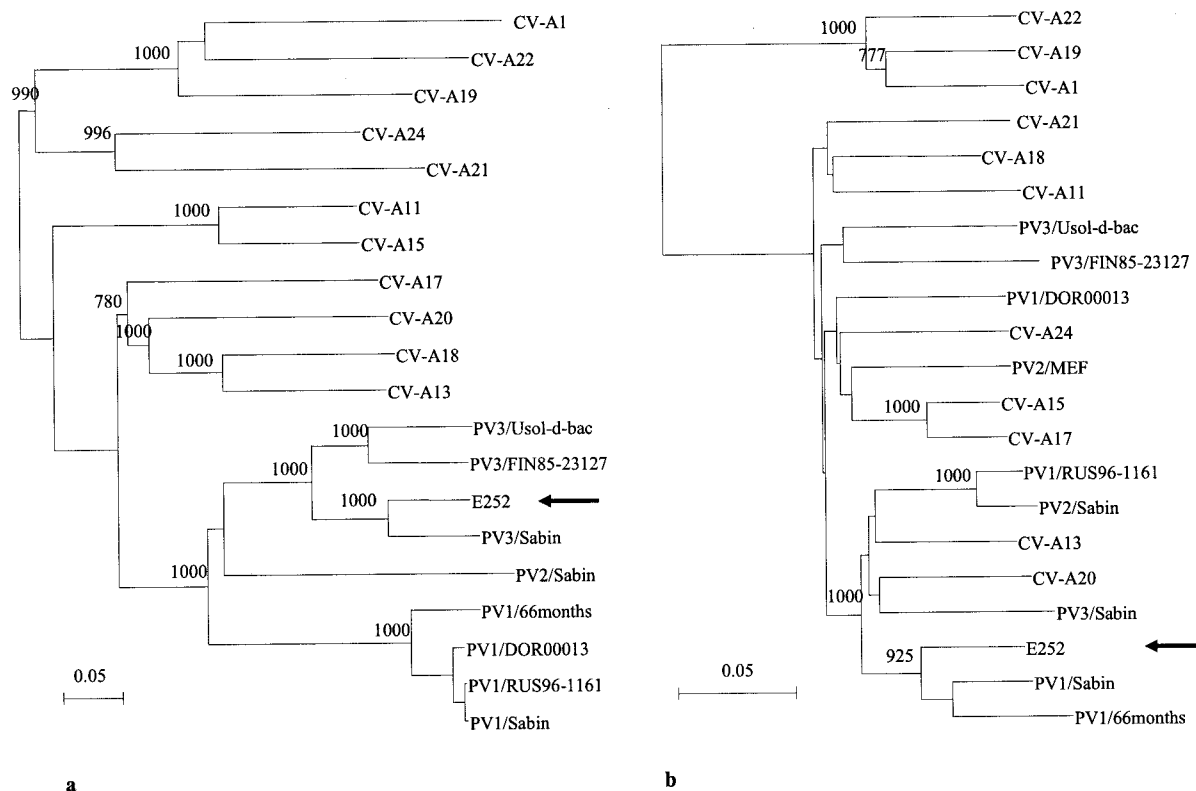 CV-A1
1000
CV-A22
990
CV-A19
996
CV-A24
CV-A21
1000
CV-A11
CV-A15
780
CV-A17
1000
CV-A20
1000
CV-A18
CV-A13
1000
PV3/Usol-d-bac
1000
PV3/FIN85-23127
1000
E252
PV3/Sabin
1000
PV2/Sabin
PV1/66months
1000
PV1/DOR00013
0.05
PV1/RUS96-1161
PV1/Sabin
a
CV-A22
1000
CV-A19
777
CV-A1
CV-A21
CV-A18
CV-A11
PV3/Usol-d-bac
PV3/FIN85-23127
PV1/DOR00013
CV-A24
PV2/MEF
CV-A15
1000
CV-A17
PV1/RUS96-1161
1000
PV2/Sabin
CV-A13
CV-A20
1000
PV3/Sabin
E252
925
0.05
PV1/Sabin
PV1/66months
b